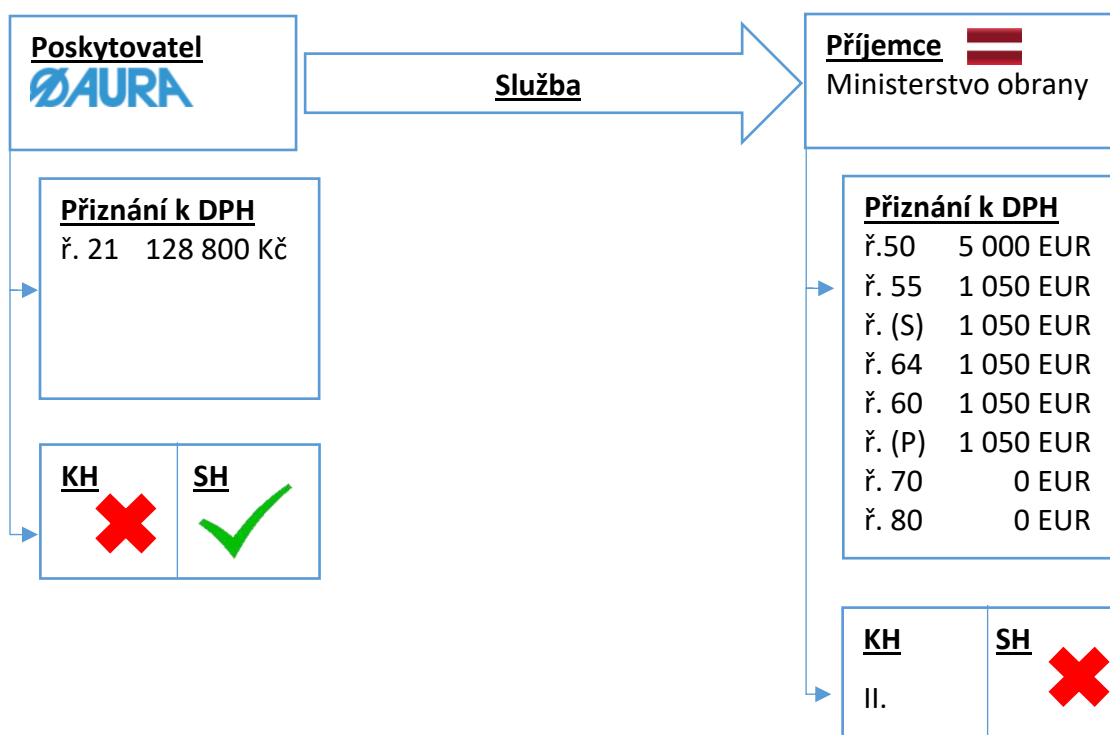 Poskytovatel
AURA
Služba
Příjemce
Ministerstvo obrany
Přiznání k DPH
ř. 21 128 800 Kč
KH SH
Přiznání k DPH
ř.50 5 000 EUR
ř. 55 1 050 EUR
ř. (S) 1 050 EUR
ř. 64 1 050 EUR
ř. 60 1 050 EUR
ř. (P) 1 050 EUR
ř. 70 0 EUR
ř. 80 0 EUR
KH SH
II.